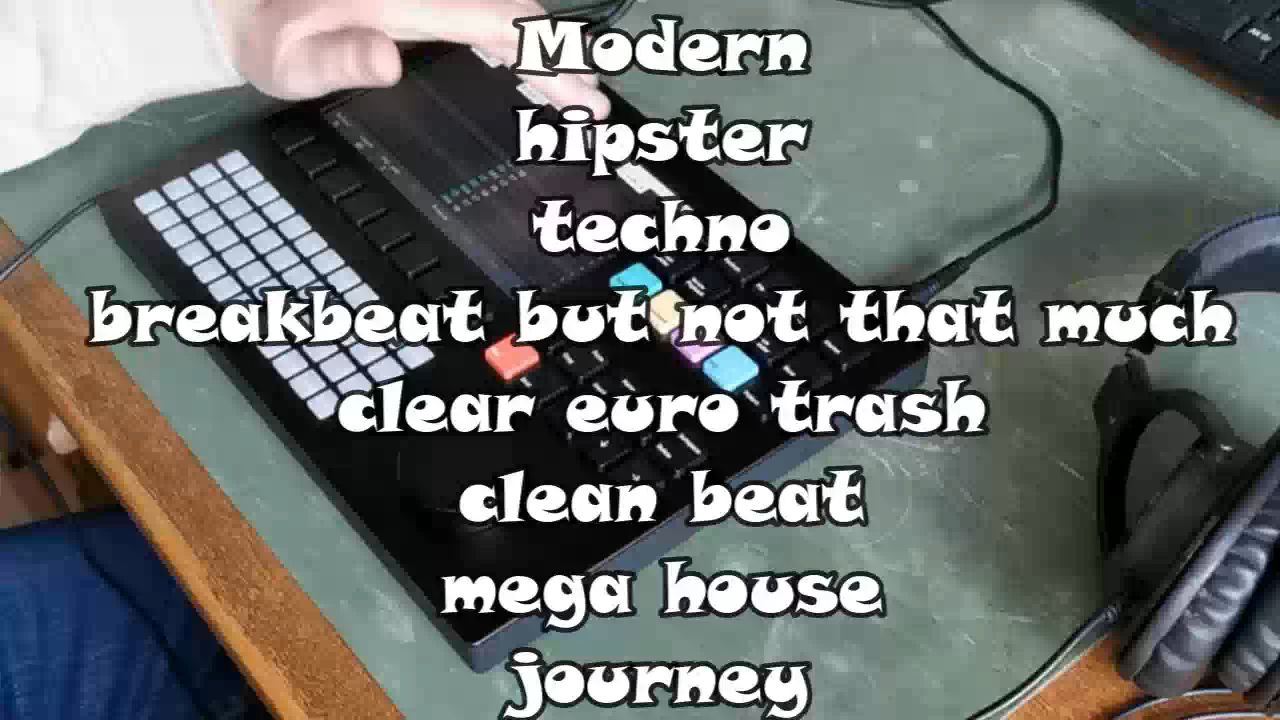 Modern
hipster
techno
breakbeat but not that much
clear euro trash
clean beat
mega house
journey